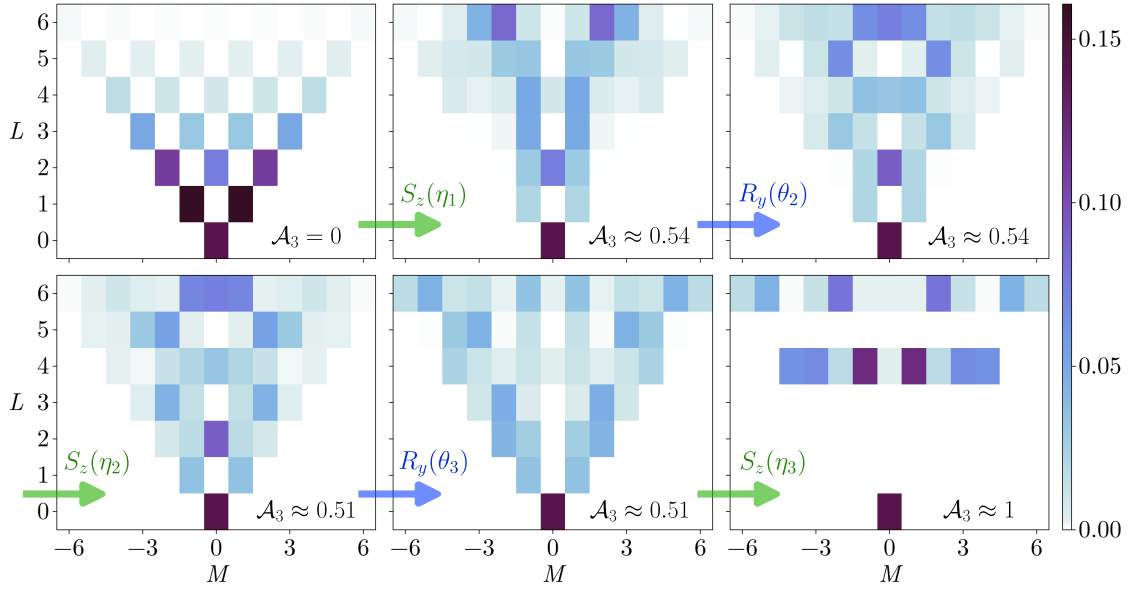 6
5
4
L 3
2
1
0
𝒜₃ = 0
S_z(η₁)
𝒜₃ ≈ 0.54
R_y(θ₂)
𝒜₃ ≈ 0.54
0.15
0.10
0.05
0.00
6
5
4
L 3
2
1
0
S_z(η₂)
𝒜₃ ≈ 0.51
R_y(θ₃)
𝒜₃ ≈ 0.51
S_z(η₃)
𝒜₃ ≈ 1
−6 −3 0 3 6
−6 −3 0 3 6
−6 −3 0 3 6
M
M
M